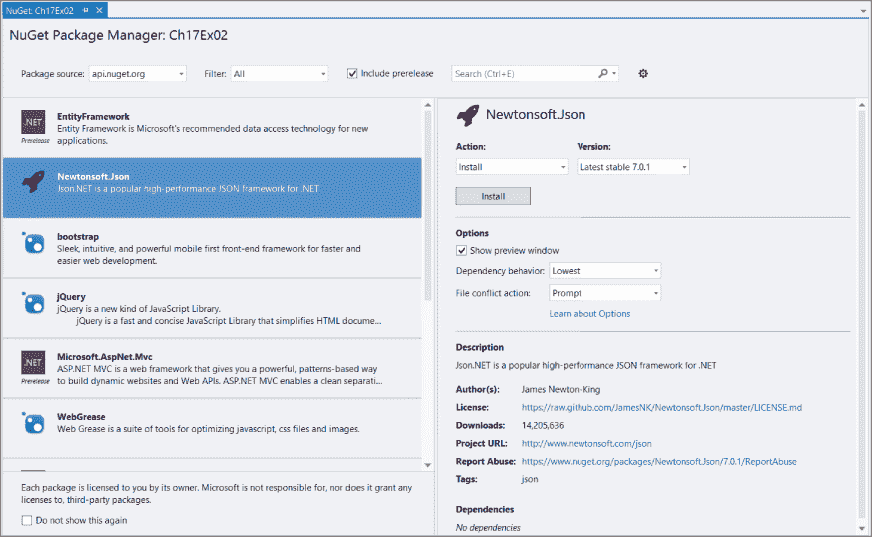 NuGet: Ch17Ex02
NuGet Package Manager: Ch17Ex02
Package source: api.nuget.org Filter: All Include prerelease Search (Ctrl+E)
.NET
Prerelease
EntityFramework
Entity Framework is Microsoft's recommended data access technology for new
applications.
Newtonsoft.Json
Json.NET is a popular high-performance JSON framework for .NET
bootstrap
Sleek, intuitive, and powerful mobile first front-end framework for faster and
easier web development.
jQuery
jQuery is a new kind of JavaScript Library.
jQuery is a fast and concise JavaScript Library that simplifies HTML docume...
.NET
Prerelease
Microsoft.AspNet.Mvc
ASP.NET MVC is a web framework that gives you a powerful, patterns-based way
to build dynamic websites and Web APIs. ASP.NET MVC enables a clean separati...
WebGrease
Web Grease is a suite of tools for optimizing javascript, css files and images.
Each package is licensed to you by its owner. Microsoft is not responsible for, nor does it grant any
licenses to, third-party packages.
Do not show this again
Newtonsoft.Json
Action: Version:
Install Latest stable 7.0.1
Install
Options
Show preview window
Dependency behavior: Lowest
File conflict action: Prompt
Learn about Options
Description
Json.NET is a popular high-performance JSON framework for .NET
Author(s): James Newton-King
License: https://raw.github.com/JamesNK/Newtonsoft.Json/master/LICENSE.md
Downloads: 14,205,636
Project URL: http://www.newtonsoft.com/json
Report Abuse: https://www.nuget.org/packages/Newtonsoft.Json/7.0.1/ReportAbuse
Tags: json
Dependencies
No dependencies